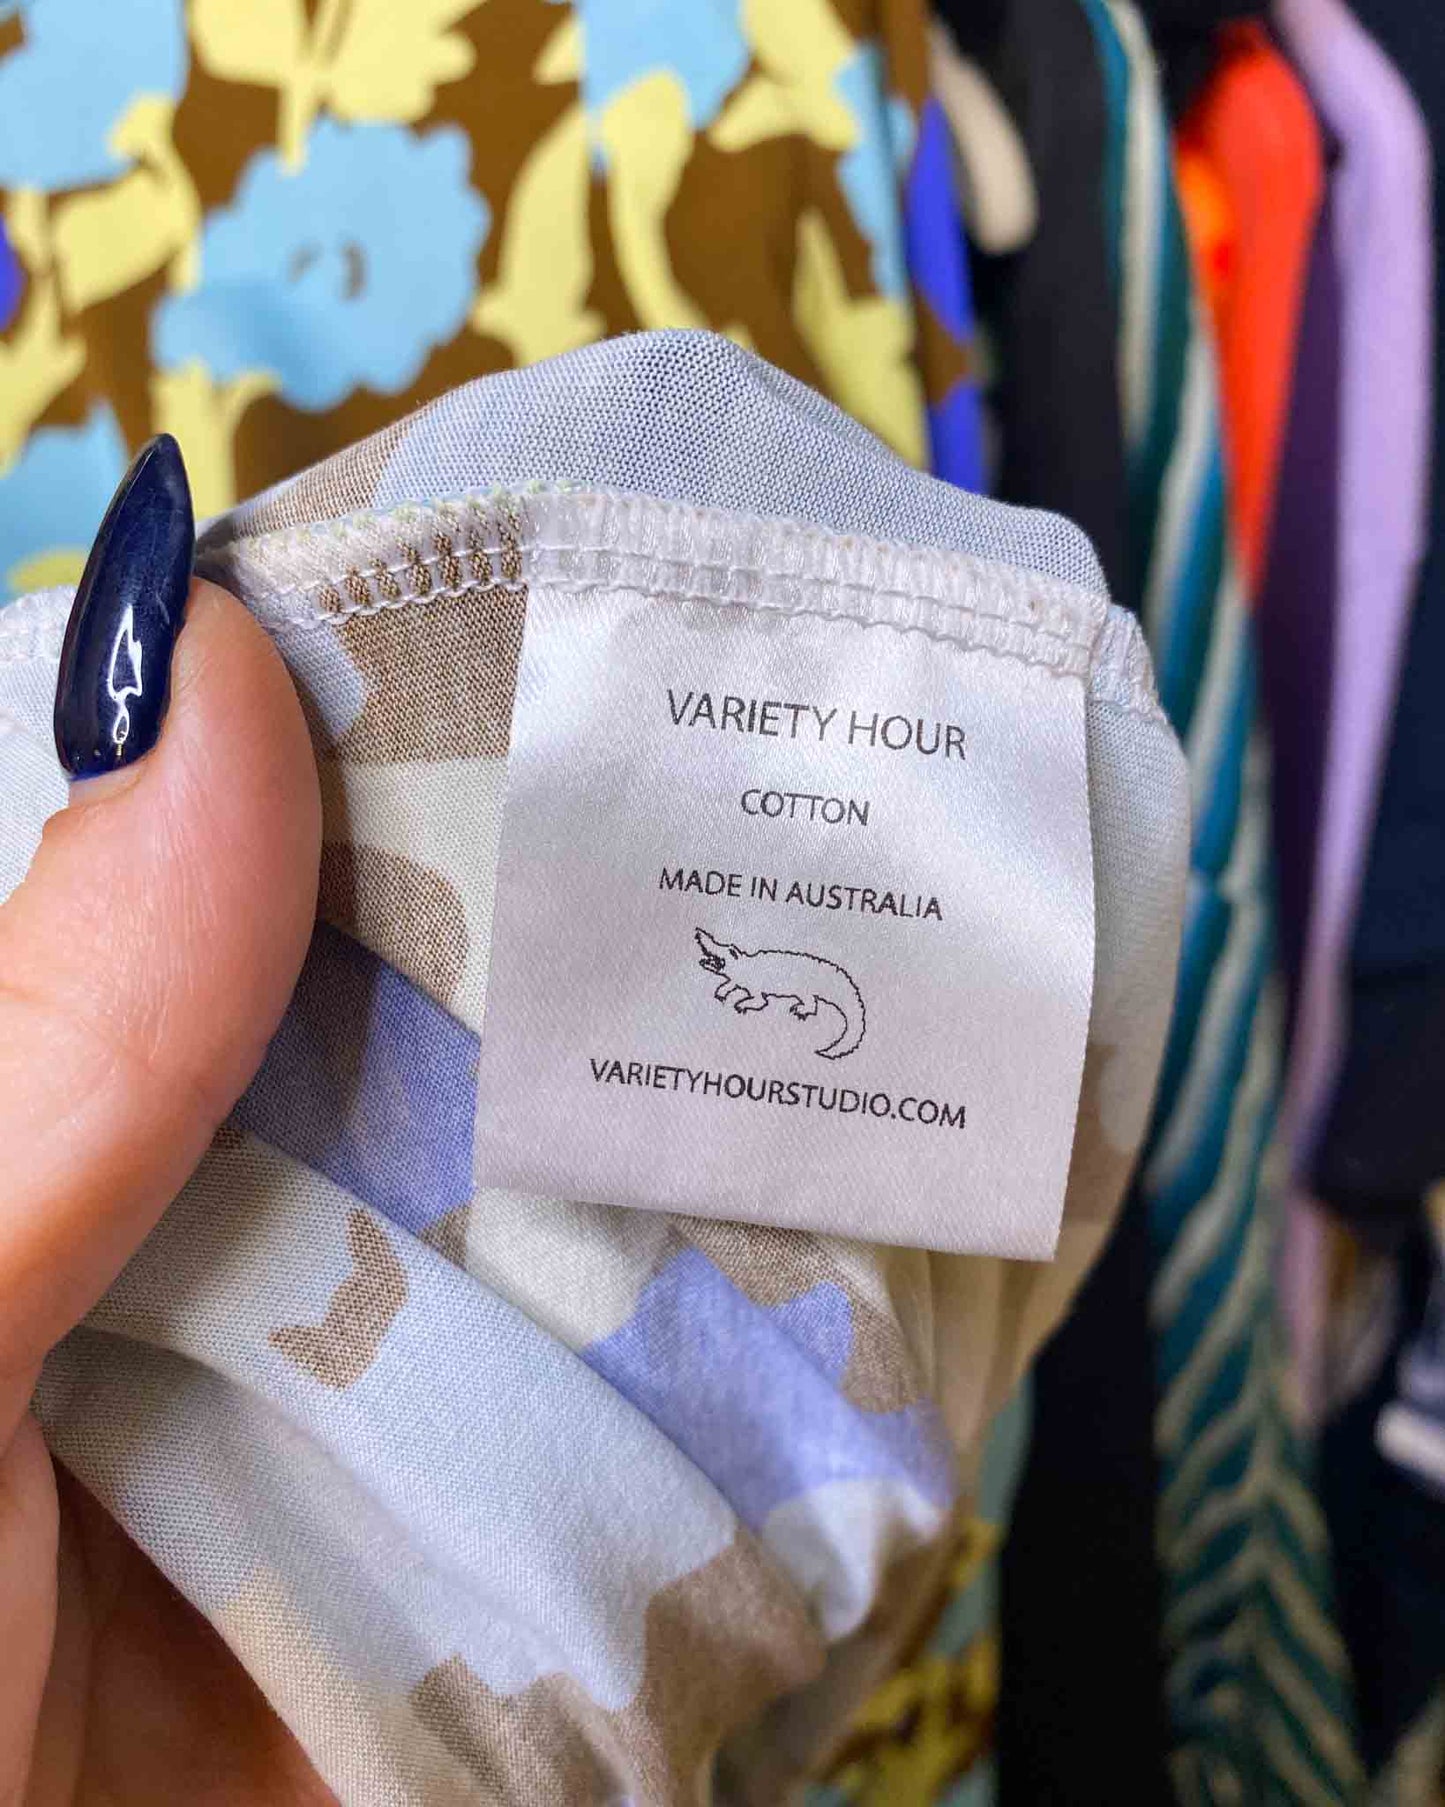 VARIETY HOUR
COTTON
MADE IN AUSTRALIA
VARIETYHOURSTUDIO.COM